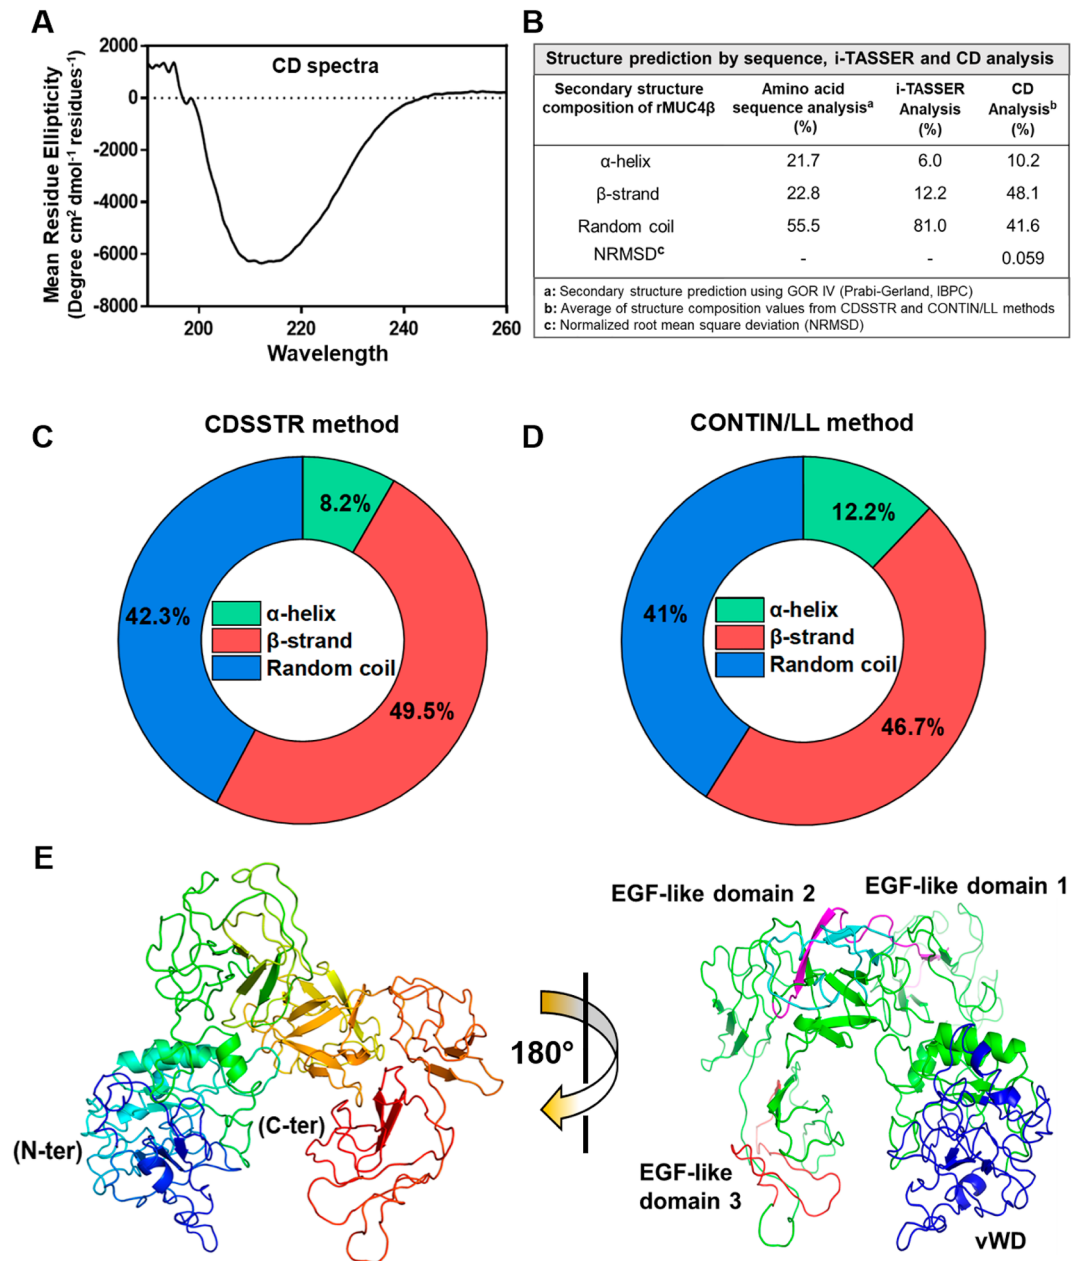 A
CD spectra
Mean Residue Ellipticity
(Degree cm² dmol⁻¹ residues⁻¹)
2000
0
-2000
-4000
-6000
-8000
200
220
240
260
Wavelength
B
Structure prediction by sequence, i-TASSER and CD analysis
Secondary structure composition of rMUC4β
Amino acid sequence analysisᵃ (%)
i-TASSER Analysis (%)
CD Analysisᵇ (%)
α-helix 21.7 6.0 10.2
β-strand 22.8 12.2 48.1
Random coil 55.5 81.0 41.6
NRMSDᶜ - - 0.059
a: Secondary structure prediction using GOR IV (Prabi-Gerland, IBPC)
b: Average of structure composition values from CDSSTR and CONTIN/LL methods
c: Normalized root mean square deviation (NRMSD)
C
CDSSTR method
8.2%
42.3%
49.5%
α-helix
β-strand
Random coil
D
CONTIN/LL method
12.2%
41%
46.7%
α-helix
β-strand
Random coil
E
(N-ter)
(C-ter)
180°
EGF-like domain 2
EGF-like domain 1
EGF-like
domain 3
vWD